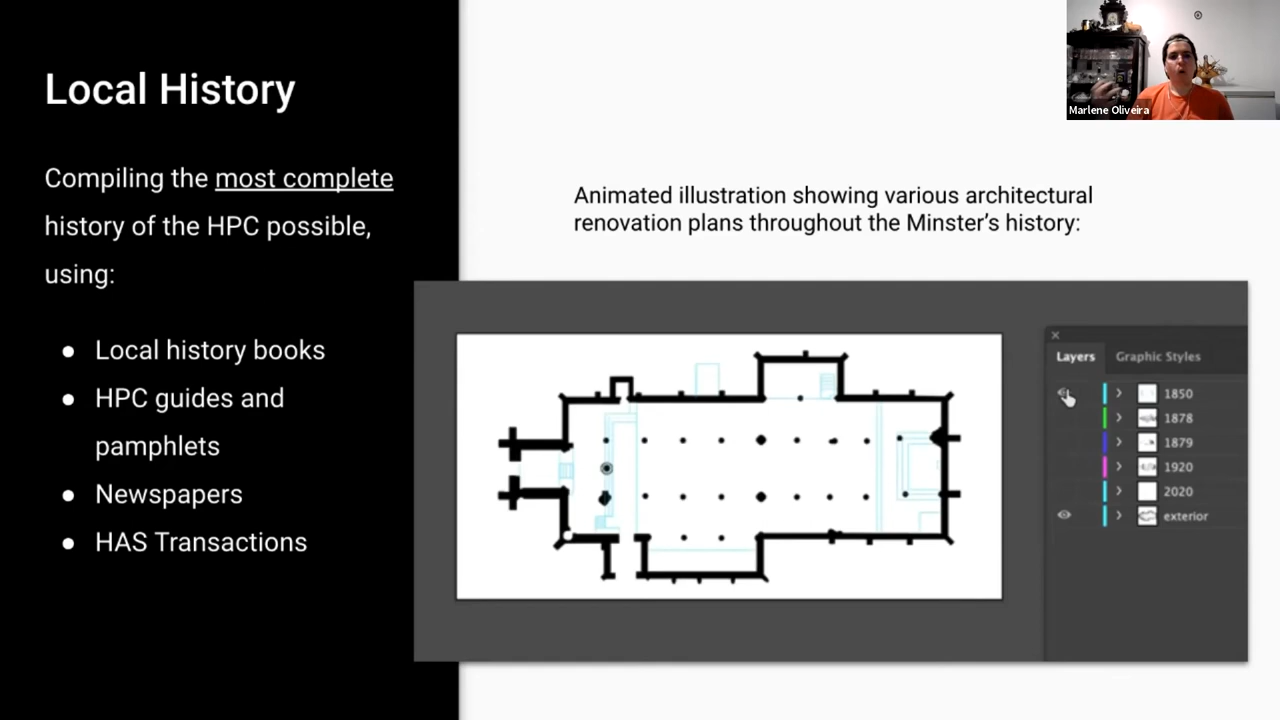 Local History
Compiling the most complete
history of the HPC possible,
using:
● Local history books
● HPC guides and
pamphlets
● Newspapers
● HAS Transactions
Animated illustration showing various architectural
renovation plans throughout the Minster’s history:
Layers
Graphic Styles
1850
1878
1879
1920
2020
exterior
Marlene Oliveira